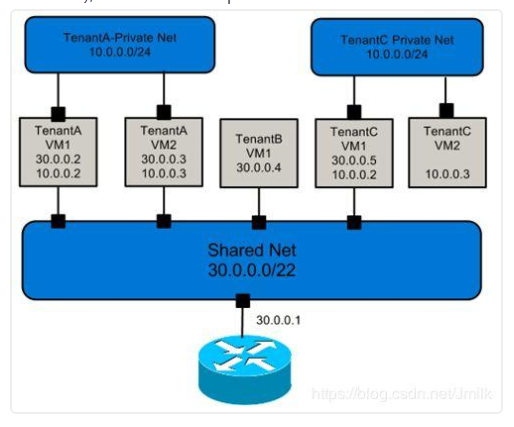 TenantA-Private Net
10.0.0.0/24
TenantC Private Net
10.0.0.0/24
TenantA
VM1
30.0.0.2
10.0.0.2
TenantA
VM2
30.0.0.3
10.0.0.3
TenantB
VM1
30.0.0.4
TenantC
VM1
30.0.0.5
10.0.0.2
TenantC
VM2
10.0.0.3
Shared Net
30.0.0.0/22
30.0.0.1
https://blog.csdn.net/Jmilk